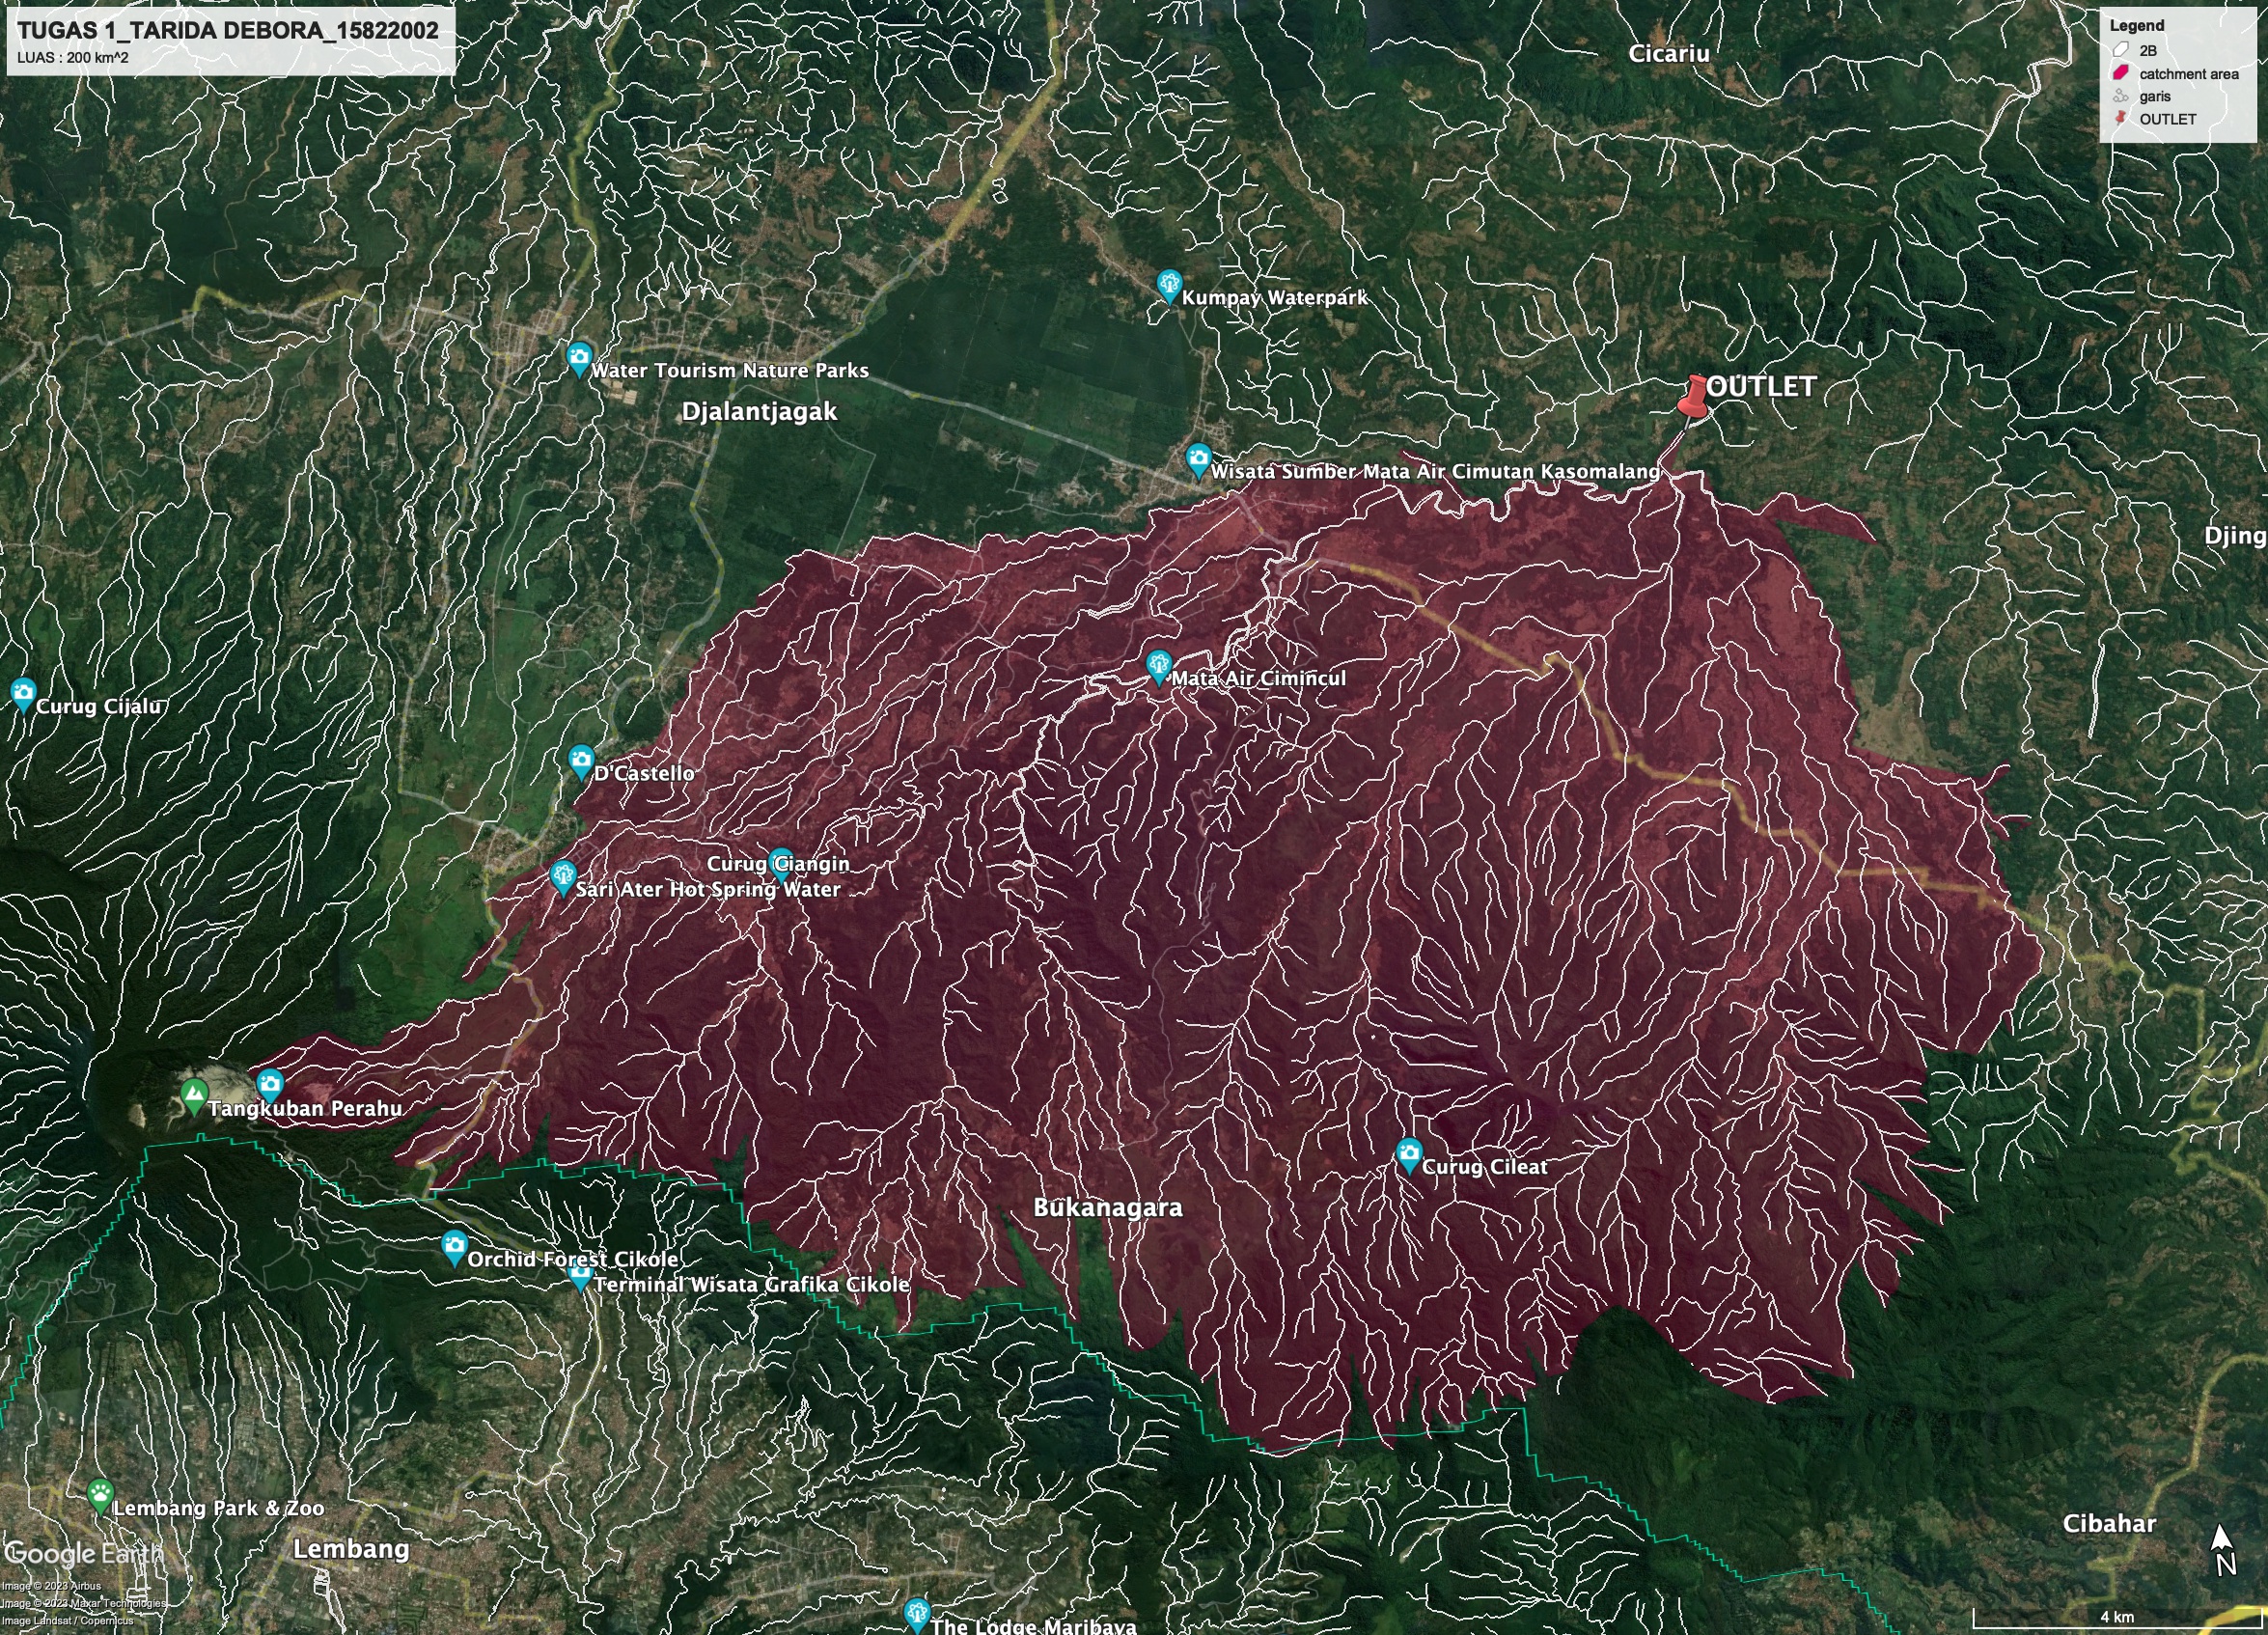 TUGAS 1_TARIDA DEBORA_15822002
LUAS : 200 km^2
Legend
2B
catchment area
garis
OUTLET
Cicariu
Kumpay Waterpark
Water Tourism Nature Parks
OUTLET
Djalantjagak
Wisata Sumber Mata Air Cimutan Kasomalang
Djing
Mata Air Cimincul
Curug Cijalu
D'Castello
Curug Ciangin
Sari Ater Hot Spring Water
Tangkuban Perahu
Curug Cileat
Bukanagara
Orchid Forest Cikole
Terminal Wisata Grafika Cikole
Lembang Park & Zoo
Cibahar
Lembang
Google Earth
N
Image © 2023 Airbus
Image © 2023 Maxar Technologies
Image Landsat / Copernicus
4 km
The Lodge Maribaya